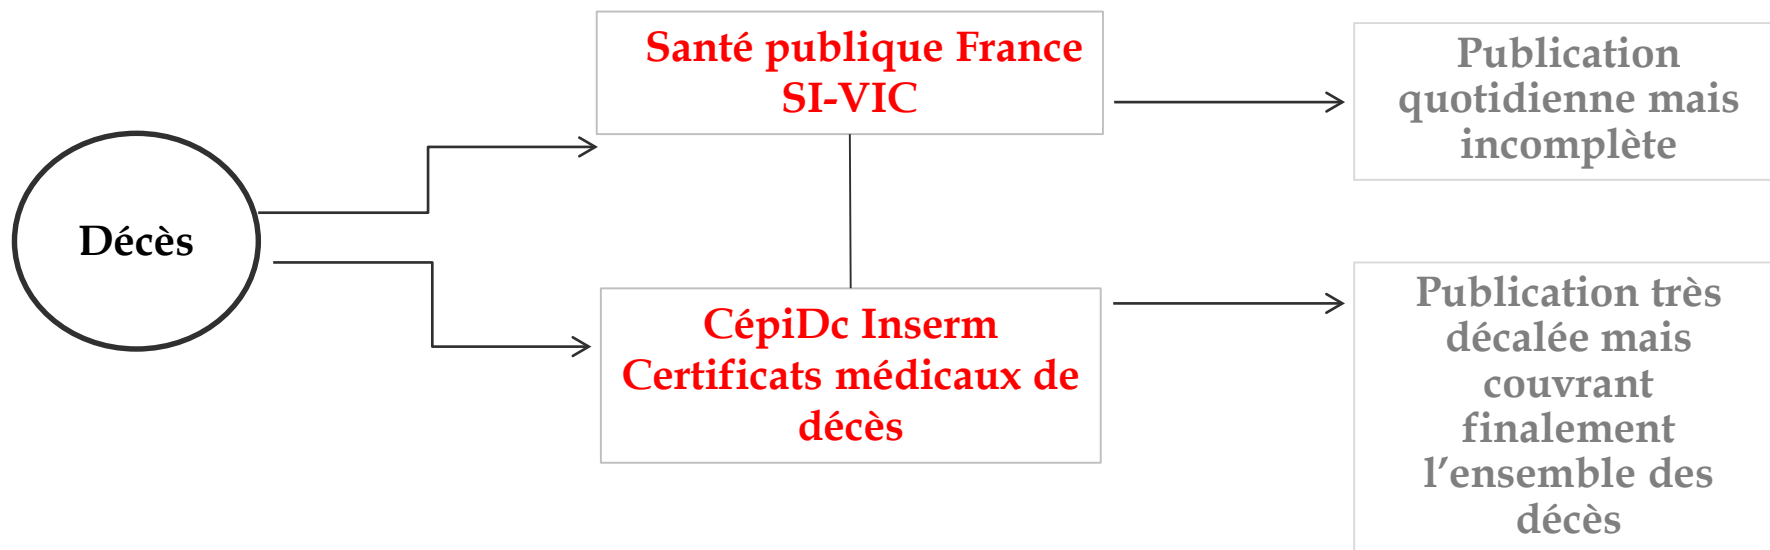 Décès
Santé publique France
SI-VIC
CépiDc Inserm
Certificats médicaux de
décès
Publication
quotidienne mais
incomplète
Publication très
décalée mais
couvrant
finalement
l’ensemble des
décès